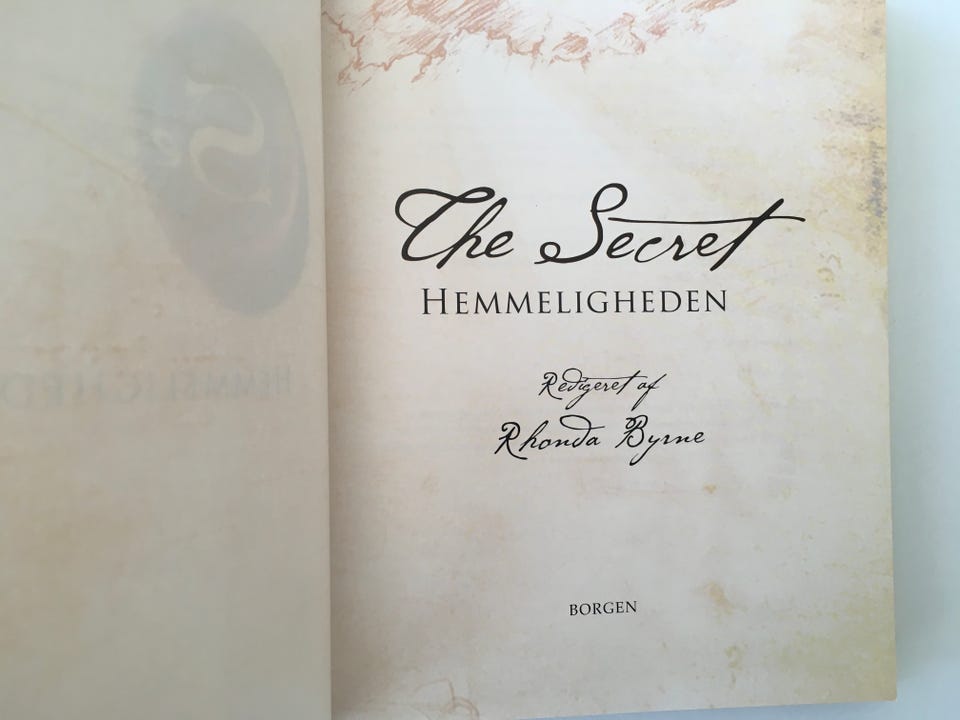 The Secret
HEMMELIGHEDEN
Redigeret af
Rhonda Byrne
BORGEN